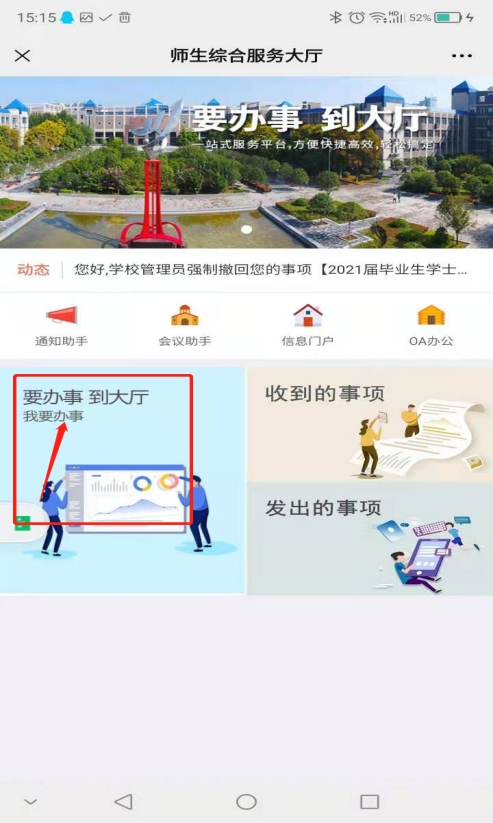 15:15
HD
52%
师生综合服务大厅
要办事 到大厅
一站式服务平台,方便快捷高效,轻松搞定
动态
您好,学校管理员强制撤回您的事项【2021届毕业生学士...
通知助手
会议助手
信息门户
OA办公
要办事 到大厅
我要办事
收到的事项
发出的事项